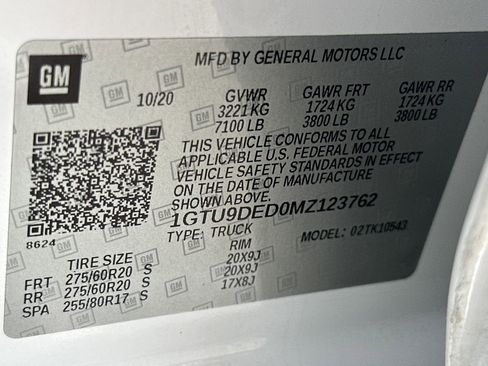 GM
MFD BY GENERAL MOTORS LLC
10/20 GVWR GAWR FRT GAWR RR
3221 KG 1724 KG 1724 KG
7100 LB 3800 LB 3800 LB
THIS VEHICLE CONFORMS TO ALL
APPLICABLE U.S. FEDERAL MOTOR
VEHICLE SAFETY STANDARDS IN EFFECT
ON THE DATE OF MANUFACTURE
SHOWN ABOVE.
8624 1GTU9DED0MZ123762
TYPE: TRUCK MODEL: 02TK10543
TIRE SIZE RIM
FRT 275/60R20 S 20X9J
RR 275/60R20 S 20X9J
SPA 255/80R17 S 17X8J